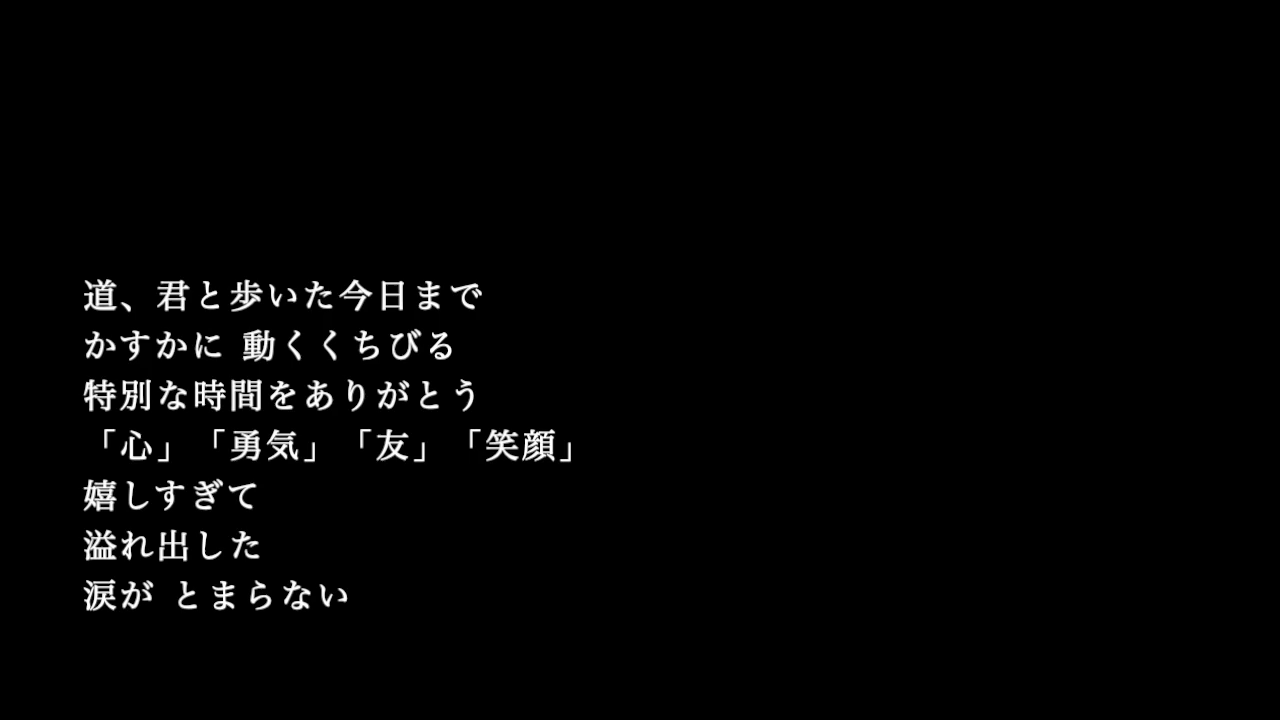 道、君と歩いた今日まで
かすかに 動くくちびる
特別な時間をありがとう
「心」「勇気」「友」「笑顔」
嬉しすぎて
溢れ出した
涙が とまらない